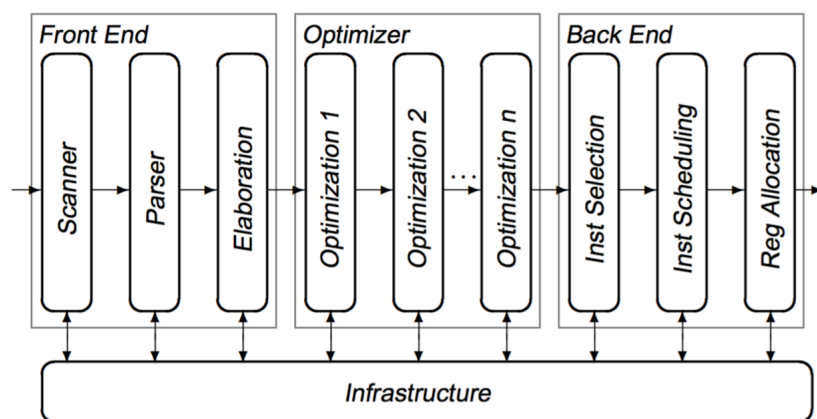 Front End
Optimizer
Back End
Scanner
Parser
Elaboration
Optimization 1
Optimization 2
...
Optimization n
Inst Selection
Inst Scheduling
Reg Allocation
Infrastructure